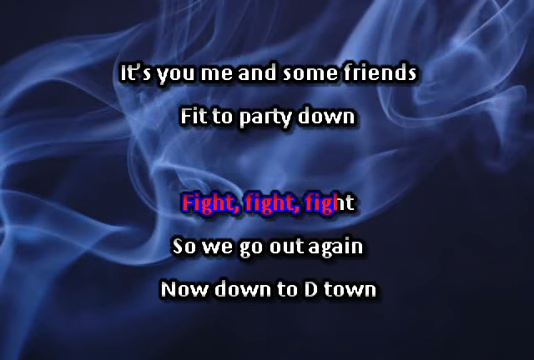 It's you me and some friends
Fit to party down
Fight, fight, fight
So we go out again
Now down to D town